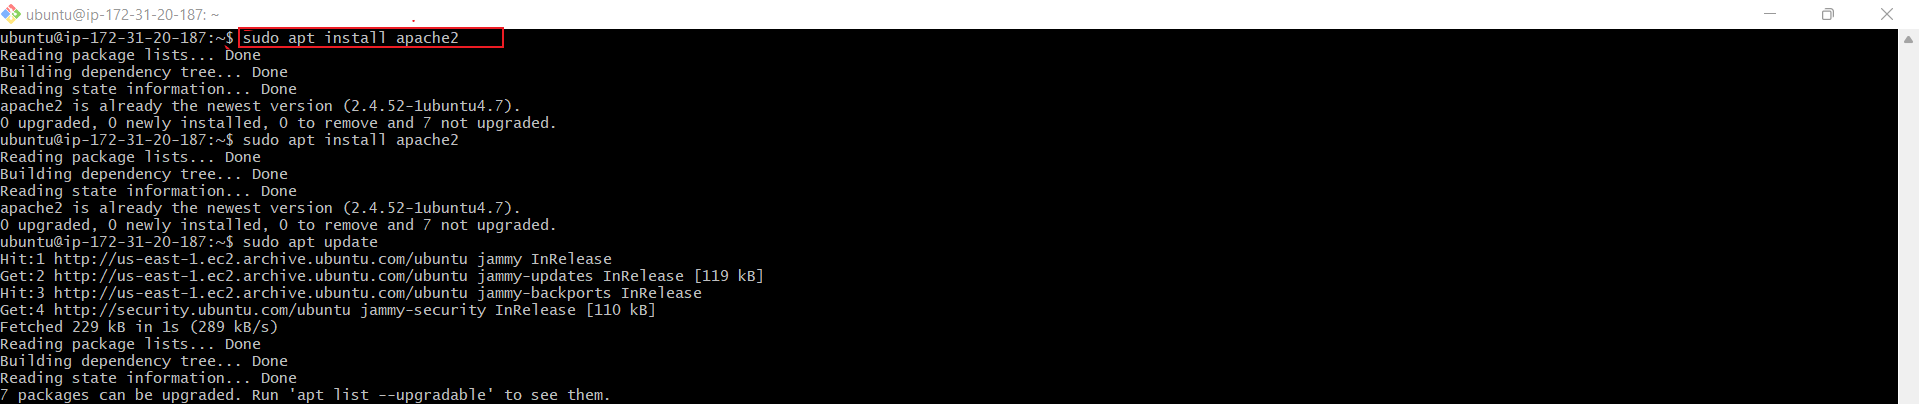 ubuntu@ip-172-31-20-187: ~
ubuntu@ip-172-31-20-187:~$ sudo apt install apache2
Reading package lists... Done
Building dependency tree... Done
Reading state information... Done
apache2 is already the newest version (2.4.52-1ubuntu4.7).
0 upgraded, 0 newly installed, 0 to remove and 7 not upgraded.
ubuntu@ip-172-31-20-187:~$ sudo apt install apache2
Reading package lists... Done
Building dependency tree... Done
Reading state information... Done
apache2 is already the newest version (2.4.52-1ubuntu4.7).
0 upgraded, 0 newly installed, 0 to remove and 7 not upgraded.
ubuntu@ip-172-31-20-187:~$ sudo apt update
Hit:1 http://us-east-1.ec2.archive.ubuntu.com/ubuntu jammy InRelease
Get:2 http://us-east-1.ec2.archive.ubuntu.com/ubuntu jammy-updates InRelease [119 kB]
Hit:3 http://us-east-1.ec2.archive.ubuntu.com/ubuntu jammy-backports InRelease
Get:4 http://security.ubuntu.com/ubuntu jammy-security InRelease [110 kB]
Fetched 229 kB in 1s (289 kB/s)
Reading package lists... Done
Building dependency tree... Done
Reading state information... Done
7 packages can be upgraded. Run 'apt list --upgradable' to see them.